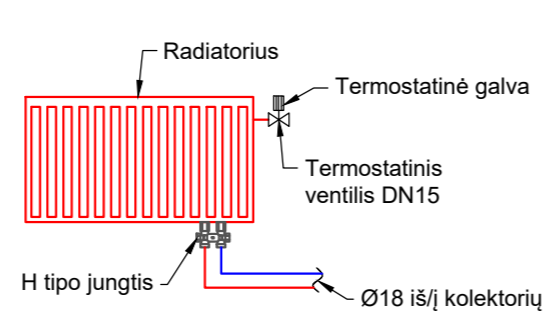 Radiatorius
Termostatinė galva
Termostatinis
ventilis DN15
H tipo jungtis
Ø18 iš/į kolektorių